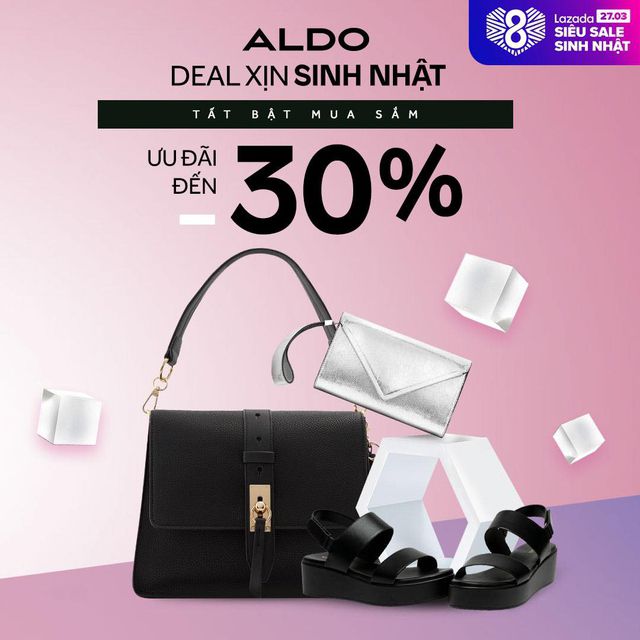 ALDO
DEAL XỊN SINH NHẬT
TẤT BẬT MUA SẮM
ƯU ĐÃI
ĐẾN
30%
8
Lazada 27.03
SIÊU SALE
SINH NHẬT